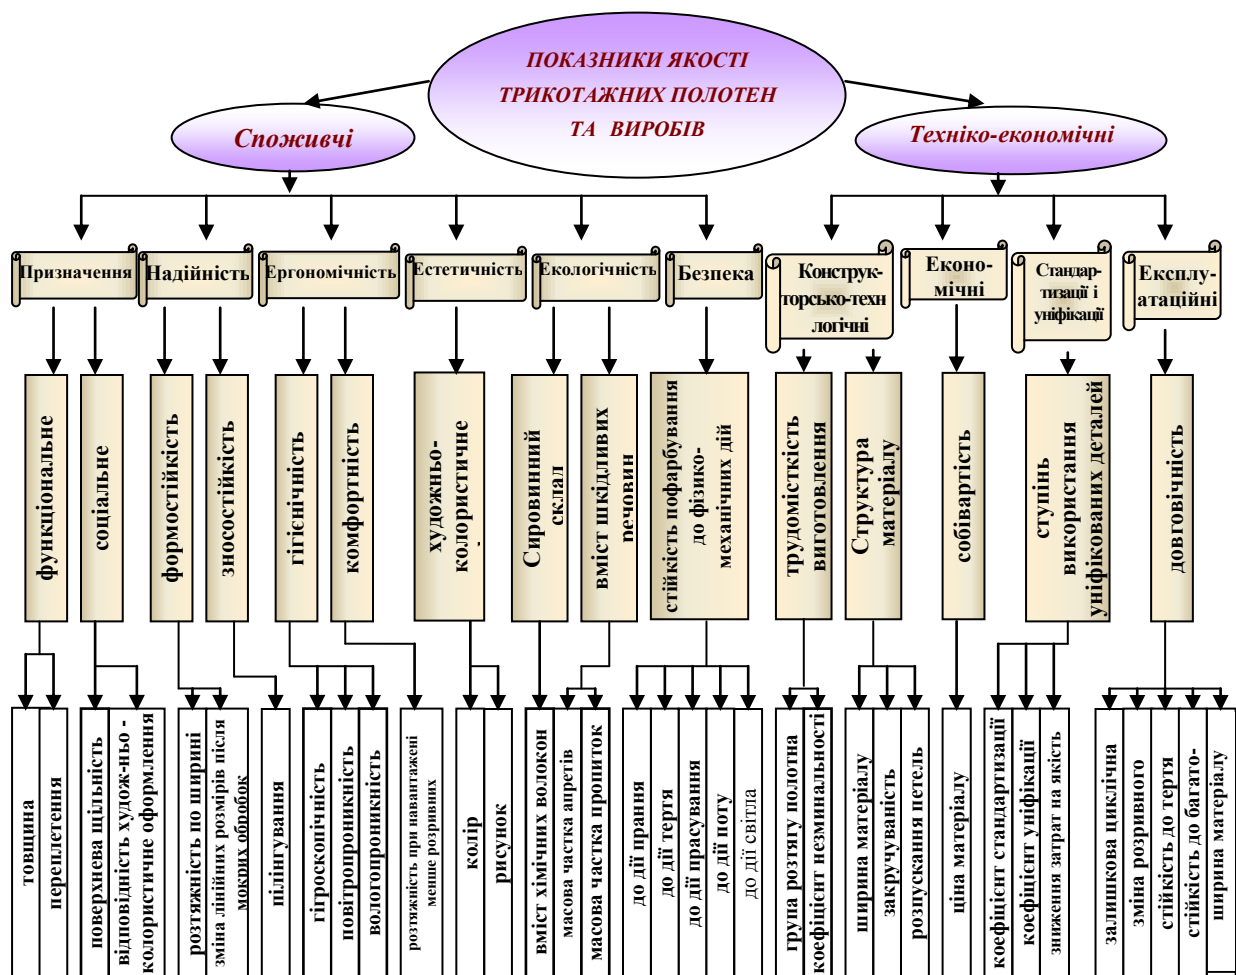 ПОКАЗНИКИ ЯКОСТІ
ТРИКОТАЖНИХ ПОЛОТЕН
ТА ВИРОБІВ
Споживчі
Техніко-економічні
Призначення
Надійність
Ергономічність
Естетичність
Екологічність
Безпека
Конструк-
торсько-техн
логічні
Еконо-
мічні
Стандар-
тизації і
уніфікації
Експлу-
атаційні
функціональне
соціальне
формостійкість
зносостійкість
гігієнічність
комфортність
художньо-
колористичне
Сировинний
склад
вміст шкідливих
речовин
стійкість пофарбування
до фізико-
механічних дій
трудомісткість
виготовлення
Структура
матеріалу
собівартість
ступінь
використання
уніфікованих деталей
довговічність
товщина
переплетення
поверхнева щільність
відповідність худож-ньо -
колористичне оформлення
розтяжність по ширині
зміна лінійних розмірів після
мокрих обробок
пілінгування
гігроскопічність
повітропроникність
вологопроникність
розтяжність при навантажені
менше розривних
колір
рисунок
вміст хімічних волокон
масова частка апретів
масова частка пропиток
до дії прання
до дії тертя
до дії прасування
до дії поту
до дії світла
група розтягу полотна
коефіцієнт незминальності
ширина матеріалу
закручуваність
розпускання петель
ціна матеріалу
коефіцієнт стандартизації
коефіцієнт уніфікації
зниження затрат на якість
залишкова циклічна
зміна розривного
стійкість до тертя
стійкість до багато-
ширина матеріалу